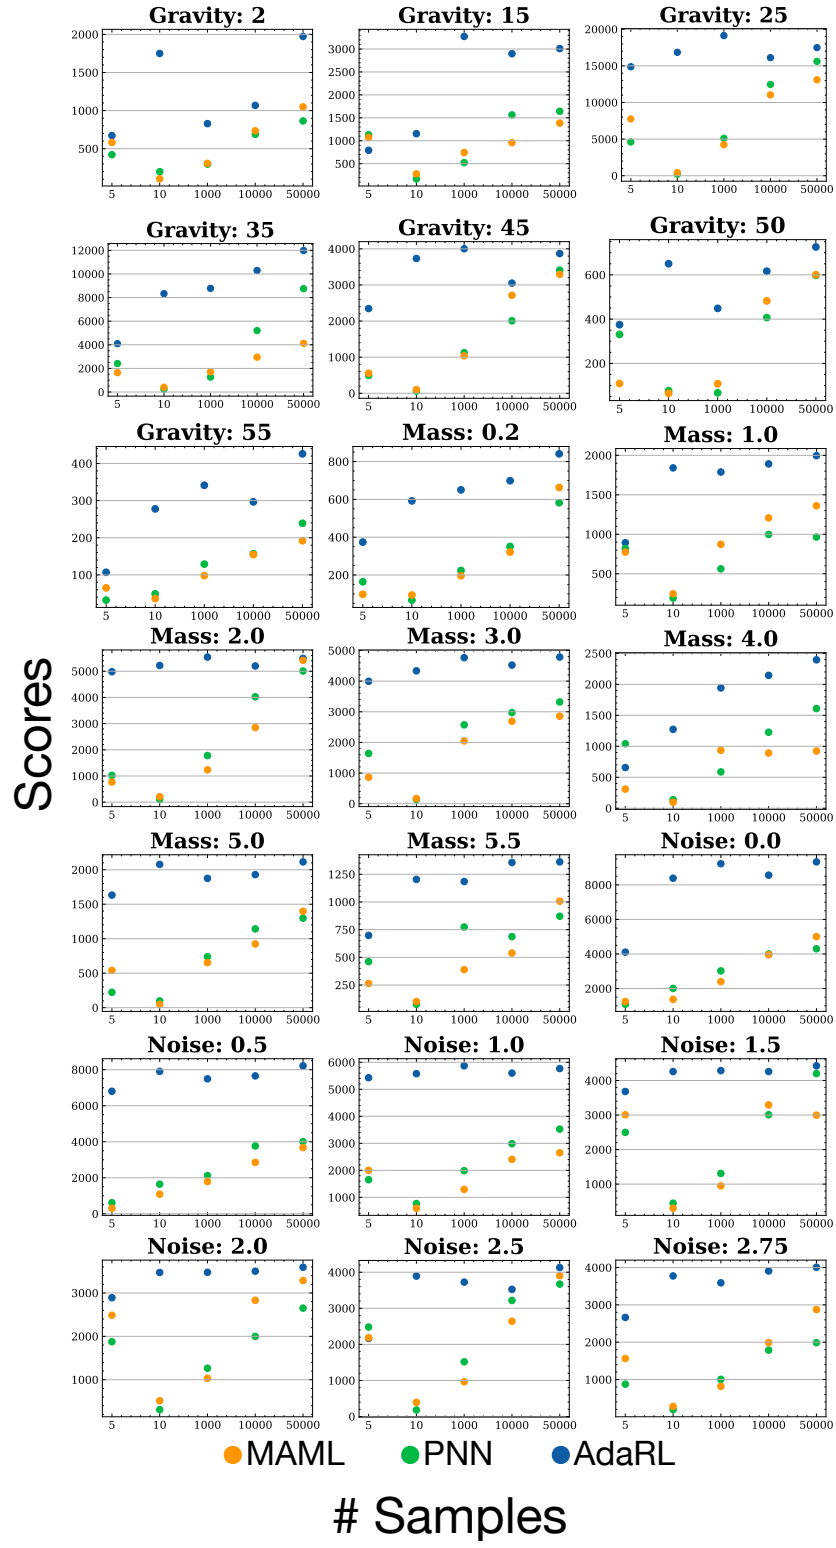 Gravity: 2
2000
1000
500
5 10 1000 10000 50000
Gravity: 15
3000
2500
2000
1500
1000
500
5 10 1000 10000 50000
Gravity: 25
20000
15000
10000
5000
0
5 10 1000 10000 50000
Gravity: 35
12000
10000
8000
6000
4000
2000
0
5 10 1000 10000 50000
Gravity: 45
4000
3000
2000
1000
0
5 10 1000 10000 50000
Gravity: 50
600
400
200
5 10 1000 10000 50000
Gravity: 55
400
300
200
100
5 10 1000 10000 50000
Mass: 0.2
800
600
400
200
5 10 1000 10000 50000
Mass: 1.0
2000
1500
1000
500
5 10 1000 10000 50000
Scores
Mass: 2.0
5000
4000
3000
2000
1000
0
5 10 1000 10000 50000
Mass: 3.0
5000
4000
3000
2000
1000
0
5 10 1000 10000 50000
Mass: 4.0
2500
2000
1500
1000
500
0
5 10 1000 10000 50000
Mass: 5.0
2000
1500
1000
500
0
5 10 1000 10000 50000
Mass: 5.5
1250
1000
750
500
250
5 10 1000 10000 50000
Noise: 0.0
8000
6000
4000
2000
5 10 1000 10000 50000
Noise: 0.5
8000
6000
4000
2000
0
5 10 1000 10000 50000
Noise: 1.0
6000
5000
4000
3000
2000
1000
5 10 1000 10000 50000
Noise: 1.5
4000
3000
2000
1000
5 10 1000 10000 50000
Noise: 2.0
3000
2000
1000
5 10 1000 10000 50000
Noise: 2.5
4000
3000
2000
1000
0
5 10 1000 10000 50000
Noise: 2.75
4000
3000
2000
1000
5 10 1000 10000 50000
MAML PNN AdaRL
# Samples